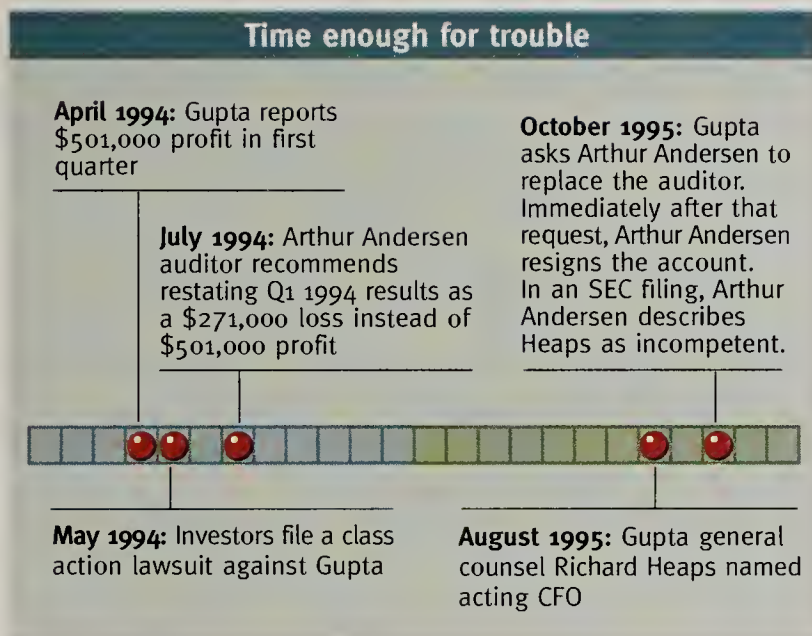 Time enough for trouble
April 1994: Gupta reports
$501,000 profit in first
quarter
July 1994: Arthur Andersen
auditor recommends
restating Q1 1994 results as
a $271,000 loss instead of
$501,000 profit
October 1995: Gupta
asks Arthur Andersen to
replace the auditor.
Immediately after that
request, Arthur Andersen
resigns the account.
In an SEC filing, Arthur
Andersen describes
Heaps as incompetent.
May 1994: Investors file a class
action lawsuit against Gupta
August 1995: Gupta general
counsel Richard Heaps named
acting CFO